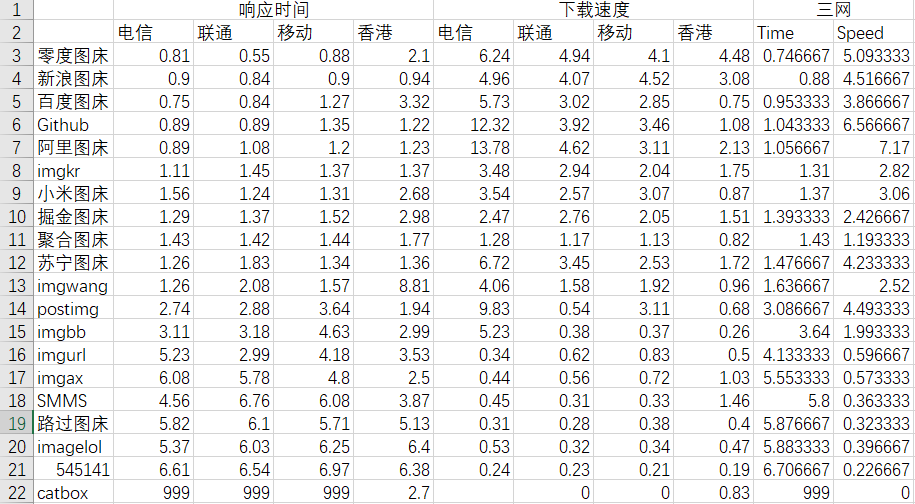 1 响应时间 下载速度 三网
2 电信 联通 移动 香港 电信 联通 移动 香港 Time Speed
3 零度图床 0.81 0.55 0.88 2.1 6.24 4.94 4.1 4.48 0.746667 5.093333
4 新浪图床 0.9 0.84 0.9 0.94 4.96 4.07 4.52 3.08 0.88 4.516667
5 百度图床 0.75 0.84 1.27 3.32 5.73 3.02 2.85 0.75 0.953333 3.866667
6 Github 0.89 0.89 1.35 1.22 12.32 3.92 3.46 1.08 1.043333 6.566667
7 阿里图床 0.89 1.08 1.2 1.23 13.78 4.62 3.11 2.13 1.056667 7.17
8 imgkr 1.11 1.45 1.37 1.37 3.48 2.94 2.04 1.75 1.31 2.82
9 小米图床 1.56 1.24 1.31 2.68 3.54 2.57 3.07 0.87 1.37 3.06
10 掘金图床 1.29 1.37 1.52 2.98 2.47 2.76 2.05 1.51 1.393333 2.426667
11 聚合图床 1.43 1.42 1.44 1.77 1.28 1.17 1.13 0.82 1.43 1.193333
12 苏宁图床 1.26 1.83 1.34 1.36 6.72 3.45 2.53 1.72 1.476667 4.233333
13 imgwang 1.26 2.08 1.57 8.81 4.06 1.58 1.92 0.96 1.636667 2.52
14 postimg 2.74 2.88 3.64 1.94 9.83 0.54 3.11 0.68 3.086667 4.493333
15 imgbb 3.11 3.18 4.63 2.99 5.23 0.38 0.37 0.26 3.64 1.993333
16 imgurl 5.23 2.99 4.18 3.53 0.34 0.62 0.83 0.5 4.133333 0.596667
17 imgax 6.08 5.78 4.8 2.5 0.44 0.56 0.72 1.03 5.553333 0.573333
18 SMMS 4.56 6.76 6.08 3.87 0.45 0.31 0.33 1.46 5.8 0.363333
19 路过图床 5.82 6.1 5.71 5.13 0.31 0.28 0.38 0.4 5.876667 0.323333
20 imagelol 5.37 6.03 6.25 6.4 0.53 0.32 0.34 0.47 5.883333 0.396667
21 545141 6.61 6.54 6.97 6.38 0.24 0.23 0.21 0.19 6.706667 0.226667
22 catbox 999 999 999 2.7 0 0 0.83 999 0